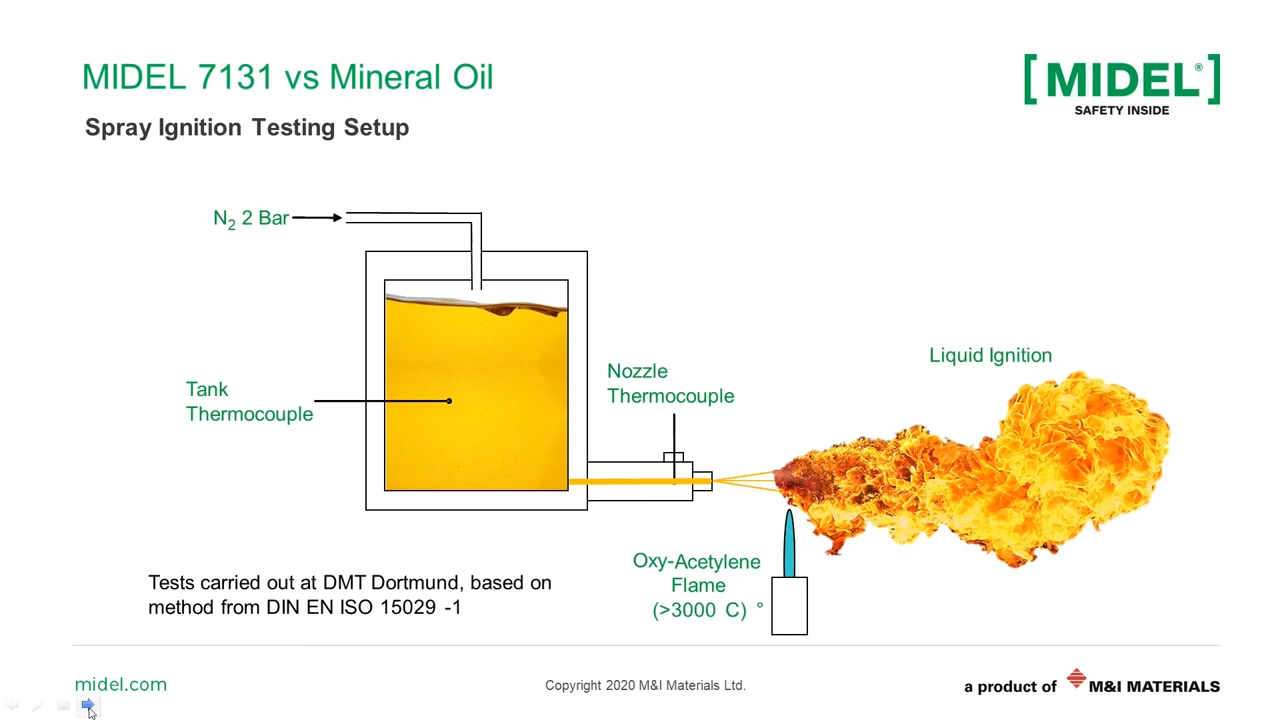 MIDEL 7131 vs Mineral Oil
[MIDEL®]
SAFETY INSIDE
Spray Ignition Testing Setup
N₂ 2 Bar
Liquid Ignition
Nozzle
Thermocouple
Tank
Thermocouple
Oxy-Acetylene
Flame
(>3000 C) °
Tests carried out at DMT Dortmund, based on
method from DIN EN ISO 15029 -1
midel.com
Copyright 2020 M&I Materials Ltd.
a product of M&I MATERIALS